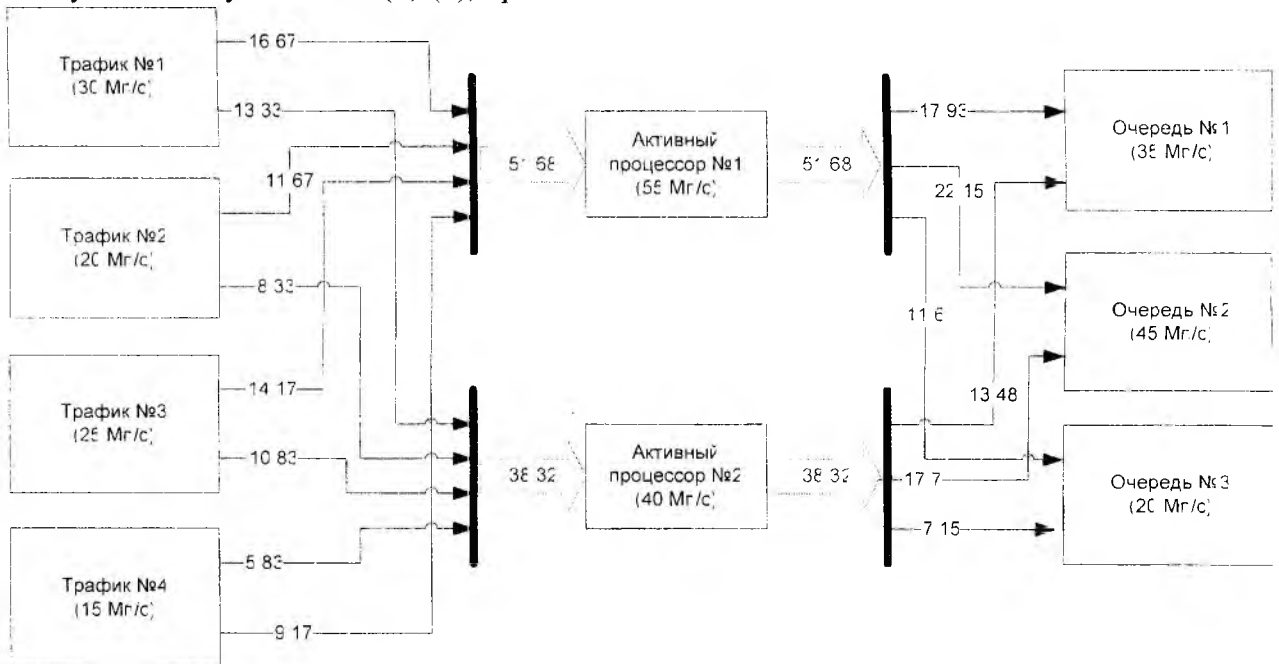 Трафик №1
(30 Мг/с)
16 67
13 33
Трафик №2
(20 Мг/с)
11 67
8 33
Трафик №3
(25 Мг/с)
14 17
10 83
Трафик №4
(15 Мг/с)
5 83
9 17
51 68
Активный
процессор №1
(55 Мг/с)
51 68
38 32
Активный
процессор №2
(40 Мг/с)
38 32
17 93
22 15
11 6
13 48
17 7
7 15
Очередь №1
(35 Мг/с)
Очередь №2
(45 Мг/с)
Очередь №3
(20 Мг/с)